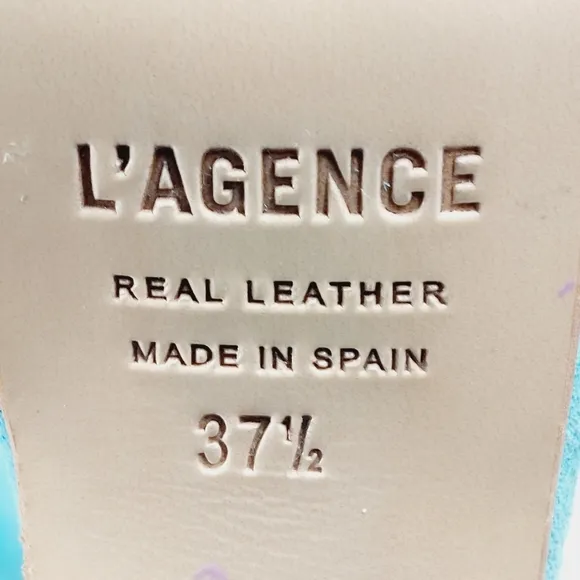 L'AGENCE
REAL LEATHER
MADE IN SPAIN
37½